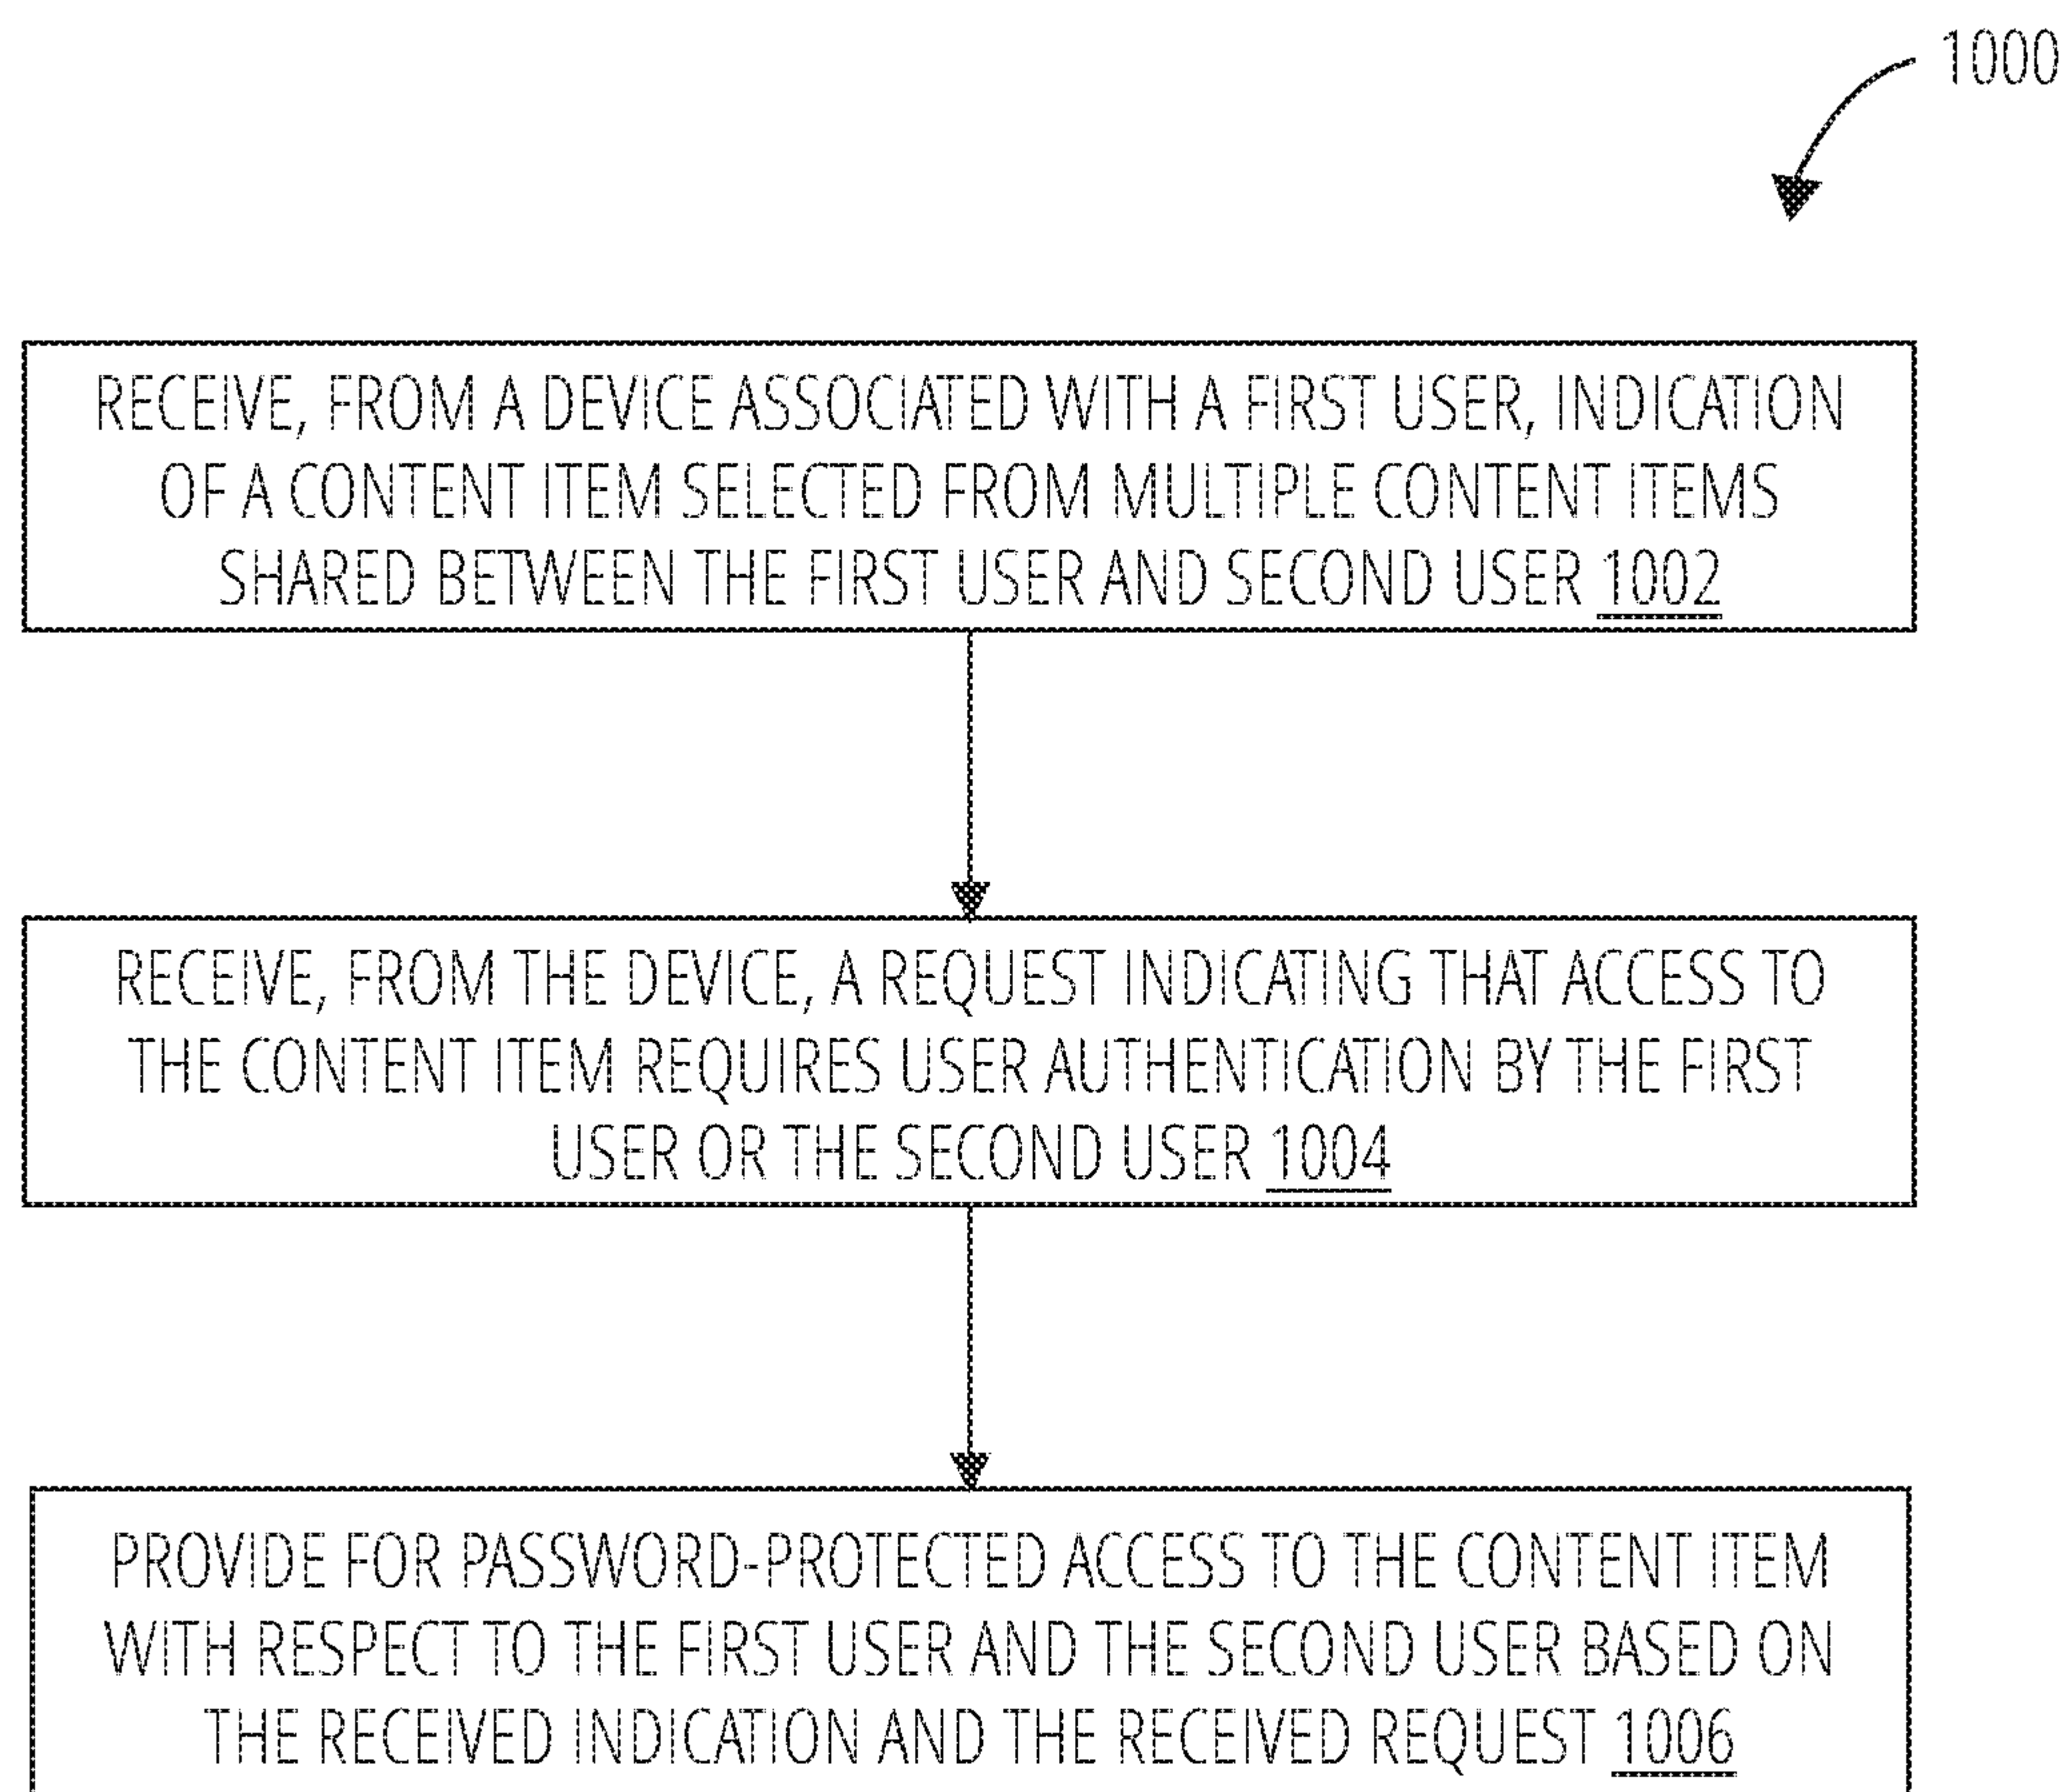 1000
RECEIVE, FROM A DEVICE ASSOCIATED WITH A FIRST USER, INDICATION
OF A CONTENT ITEM SELECTED FROM MULTIPLE CONTENT ITEMS
SHARED BETWEEN THE FIRST USER AND SECOND USER 1002
RECEIVE, FROM THE DEVICE, A REQUEST INDICATING THAT ACCESS TO
THE CONTENT ITEM REQUIRES USER AUTHENTICATION BY THE FIRST
USER OR THE SECOND USER 1004
PROVIDE FOR PASSWORD-PROTECTED ACCESS TO THE CONTENT ITEM
WITH RESPECT TO THE FIRST USER AND THE SECOND USER BASED ON
THE RECEIVED INDICATION AND THE RECEIVED REQUEST 1006